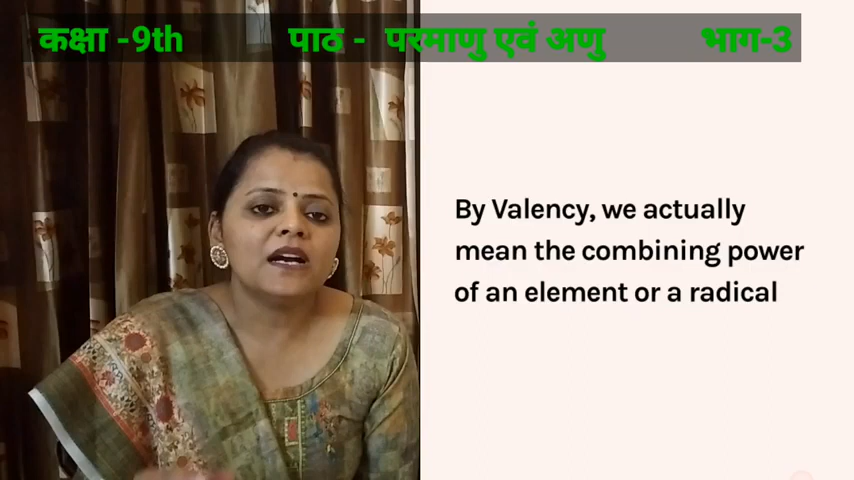 कक्षा -9th पाठ - परमाणु एवं अणु भाग-3
By Valency, we actually
mean the combining power
of an element or a radical